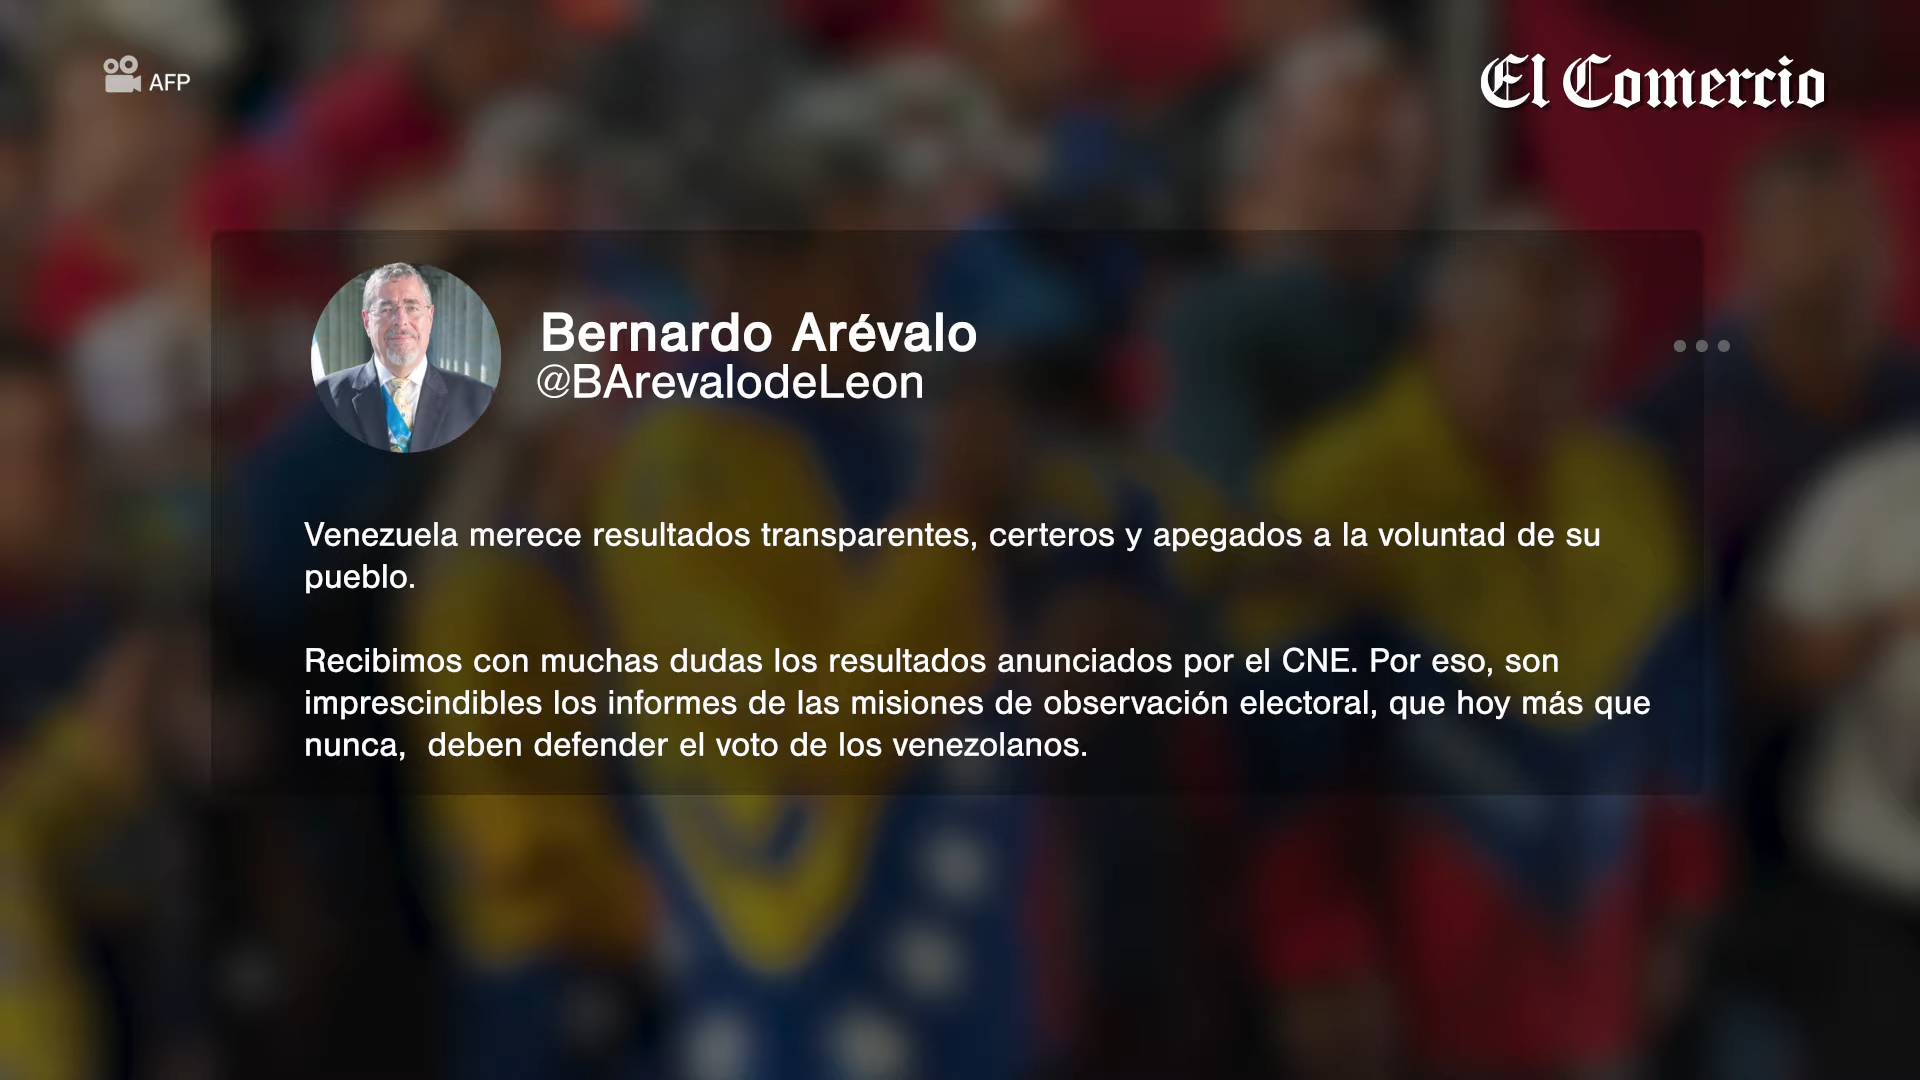 AFP
El Comercio
Bernardo Arévalo
@BArevalodeLeon
Venezuela merece resultados transparentes, certeros y apegados a la voluntad de su
pueblo.
Recibimos con muchas dudas los resultados anunciados por el CNE. Por eso, son
imprescindibles los informes de las misiones de observación electoral, que hoy más que
nunca,  deben defender el voto de los venezolanos.